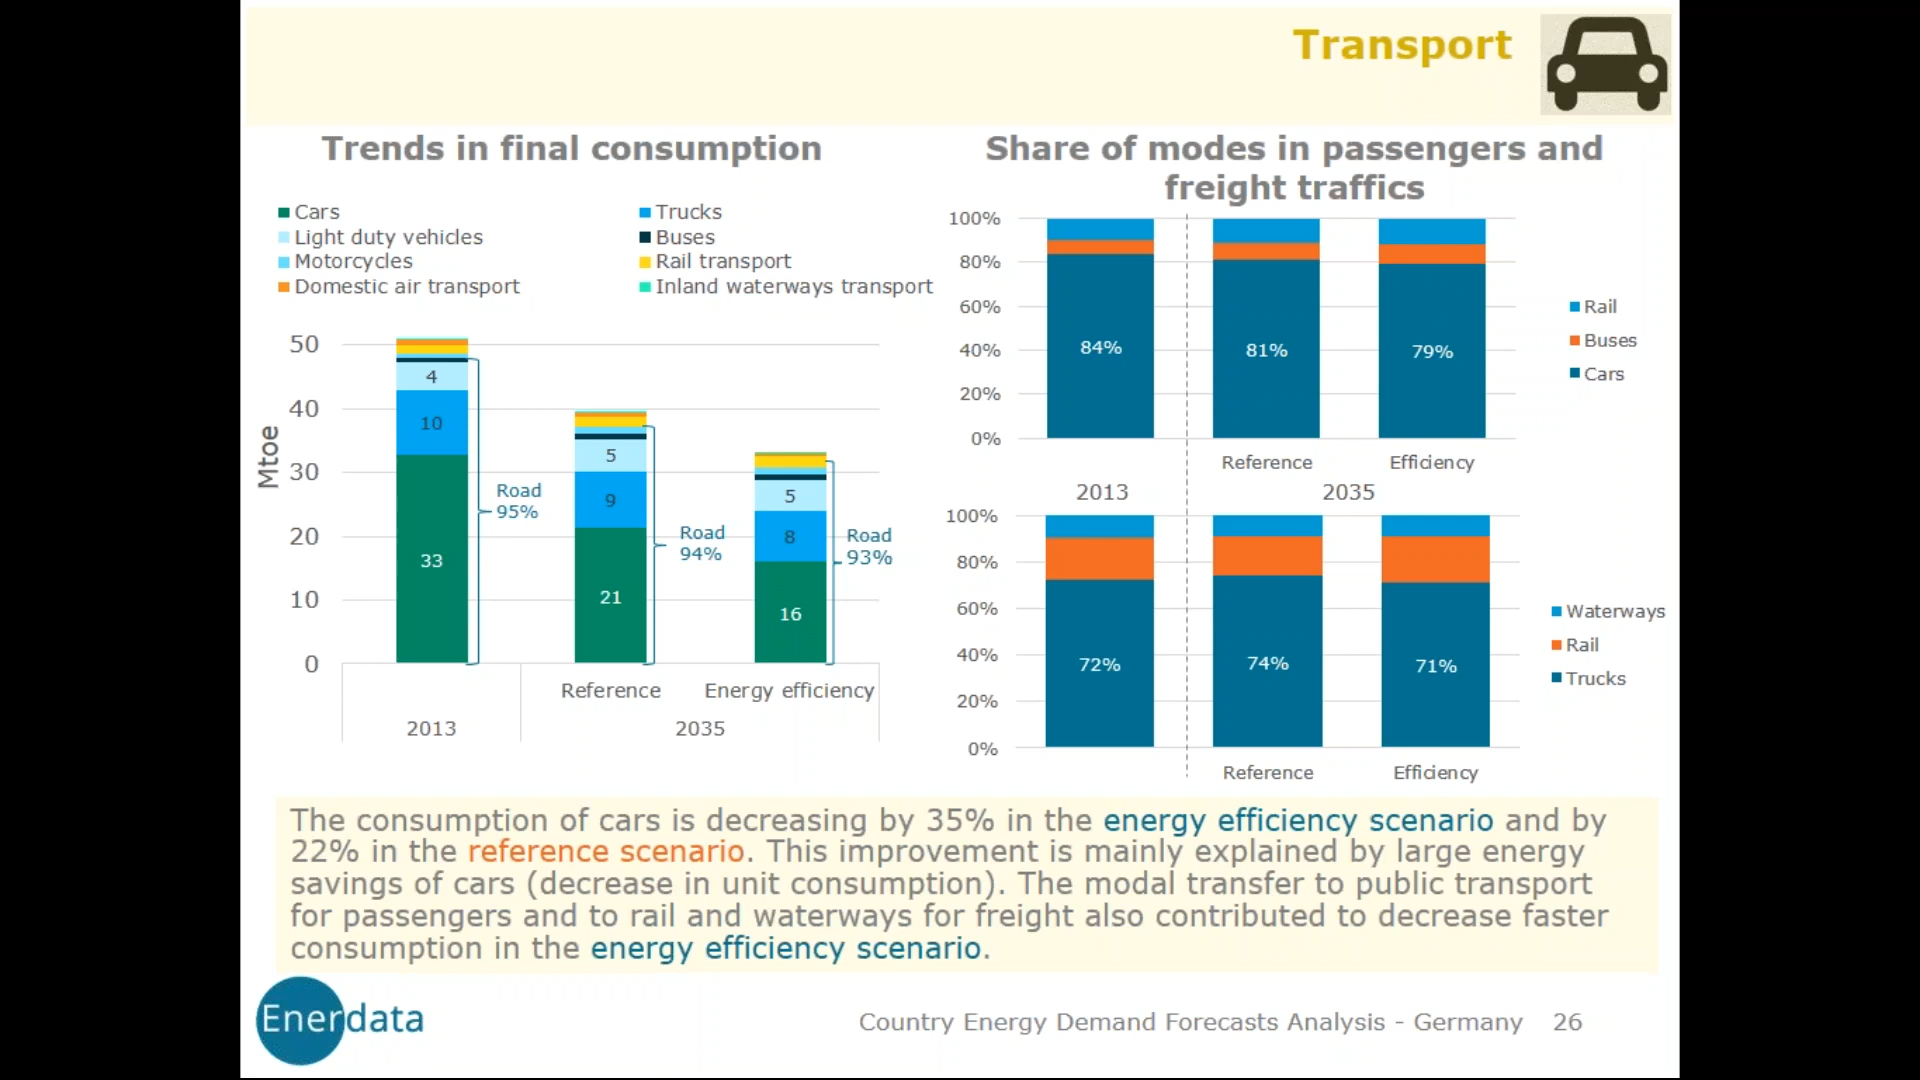 Transport
Trends in final consumption
Cars
Trucks
Light duty vehicles
Buses
Motorcycles
Rail transport
Domestic air transport
Inland waterways transport
Mtoe
50
40
30
20
10
0
4
10
33
Road
95%
5
9
21
Road
94%
5
8
16
Road
93%
Reference
Energy efficiency
2013
2035
Share of modes in passengers and
freight traffics
100%
80%
60%
40%
20%
0%
84%
81%
79%
Rail
Buses
Cars
Reference
Efficiency
2013
2035
100%
80%
60%
40%
20%
0%
72%
74%
71%
Waterways
Rail
Trucks
Reference
Efficiency
The consumption of cars is decreasing by 35% in the energy efficiency scenario and by
22% in the reference scenario. This improvement is mainly explained by large energy
savings of cars (decrease in unit consumption). The modal transfer to public transport
for passengers and to rail and waterways for freight also contributed to decrease faster
consumption in the energy efficiency scenario.
Enerdata
Country Energy Demand Forecasts Analysis - Germany 26